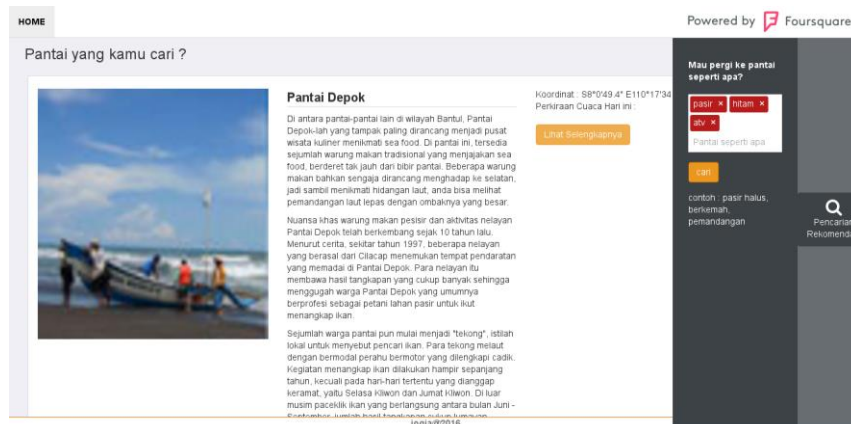 HOME
Powered by Foursquare
Pantai yang kamu cari ?
Pantai Depok
Di antara pantai-pantai lain di wilayah Bantul, Pantai
Depok-lah yang tampak paling dirancang menjadi pusat
wisata kuliner menikmati sea food. Di pantai ini, tersedia
sejumlah warung makan tradisional yang menjajakan sea
food, berderet tak jauh dari bibir pantai. Beberapa warung
makan bahkan sengaja dirancang menghadap ke selatan,
jadi sambil menikmati hidangan laut, anda bisa melihat
pemandangan laut lepas dengan ombaknya yang besar.
Nuansa khas warung makan pesisir dan aktivitas nelayan
Pantai Depok telah berkembang sejak 10 tahun lalu.
Menurut cerita, sekitar tahun 1997, beberapa nelayan
yang berasal dari Cilacap menemukan tempat pendaratan
yang memadai di Pantai Depok. Para nelayan itu
membawa hasil tangkapan yang cukup banyak sehingga
menggugah warga Pantai Depok yang umumnya
berprofesi sebagai petani lahan pasir untuk ikut
menangkap ikan.
Sejumlah warga pantai pun mulai menjadi "tekong", istilah
lokal untuk menyebut pencari ikan. Para tekong melaut
dengan bermodal perahu bermotor yang dilengkapi cadik.
Kegiatan menangkap ikan dilakukan hampir sepanjang
tahun, kecuali pada hari-hari tertentu yang dianggap
keramat, yaitu Selasa Kliwon dan Jumat Kliwon. Di luar
musim paceklik ikan yang berlangsung antara bulan Juni -
September, jumlah hasil tangkapan cukup lumayan
Koordinat : S8°0'49.4" E110°17'34
Perkiraan Cuaca Hari ini :
Lihat Selengkapnya
Mau pergi ke pantai
seperti apa?
pasir × hitam ×
atv ×
Pantai seperti apa
cari
contoh : pasir halus,
berkemah,
pemandangan
Pencarian
Rekomenda
jogja@2016